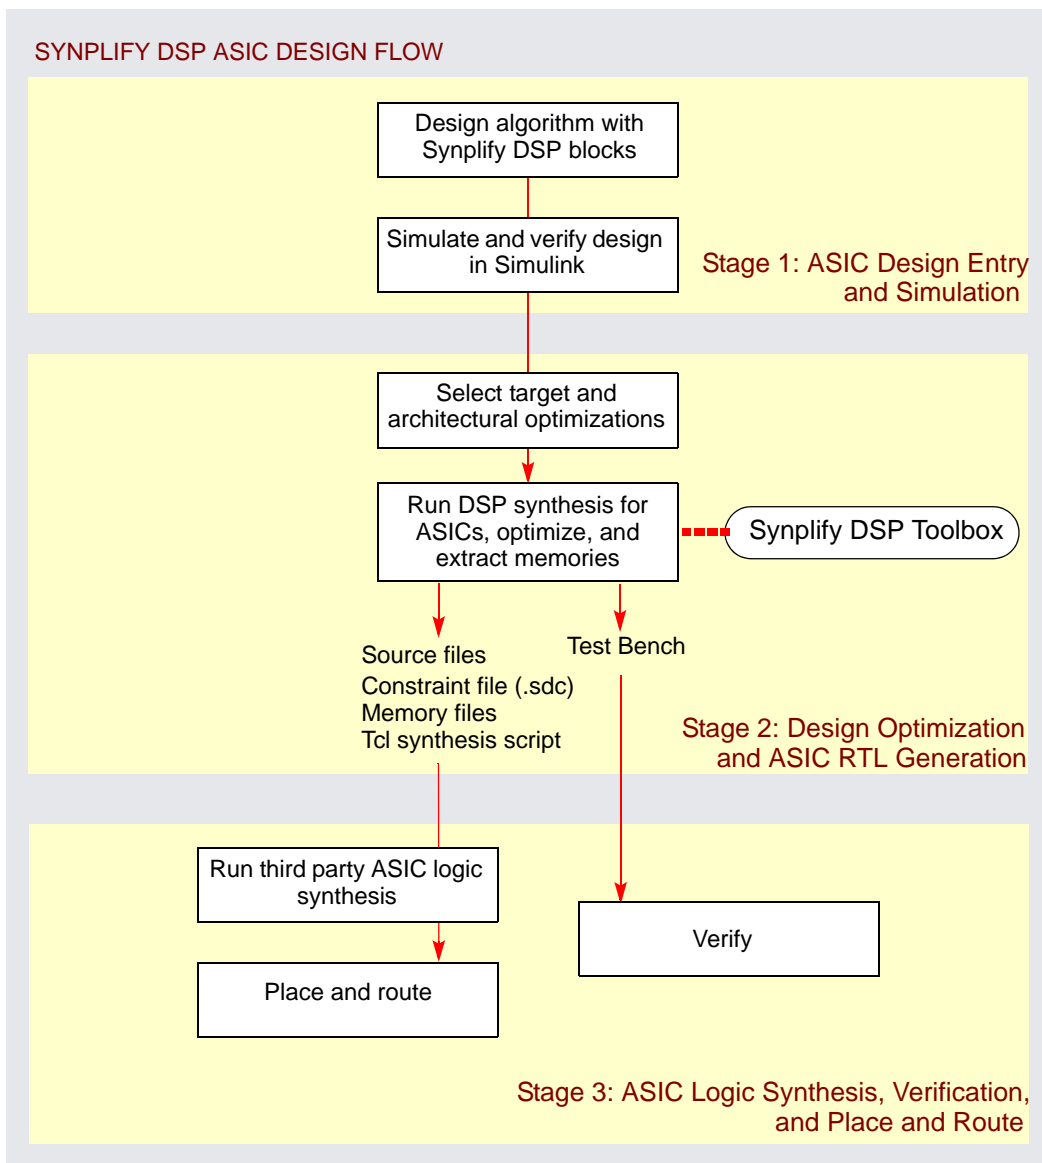 SYNPLIFY DSP ASIC DESIGN FLOW
Design algorithm with
Synplify DSP blocks
Simulate and verify design
in Simulink
Stage 1: ASIC Design Entry
and Simulation
Select target and
architectural optimizations
Run DSP synthesis for
ASICs, optimize, and
extract memories
Synplify DSP Toolbox
Source files
Constraint file (.sdc)
Memory files
Tcl synthesis script
Test Bench
Stage 2: Design Optimization
and ASIC RTL Generation
Run third party ASIC logic
synthesis
Place and route
Verify
Stage 3: ASIC Logic Synthesis, Verification,
and Place and Route